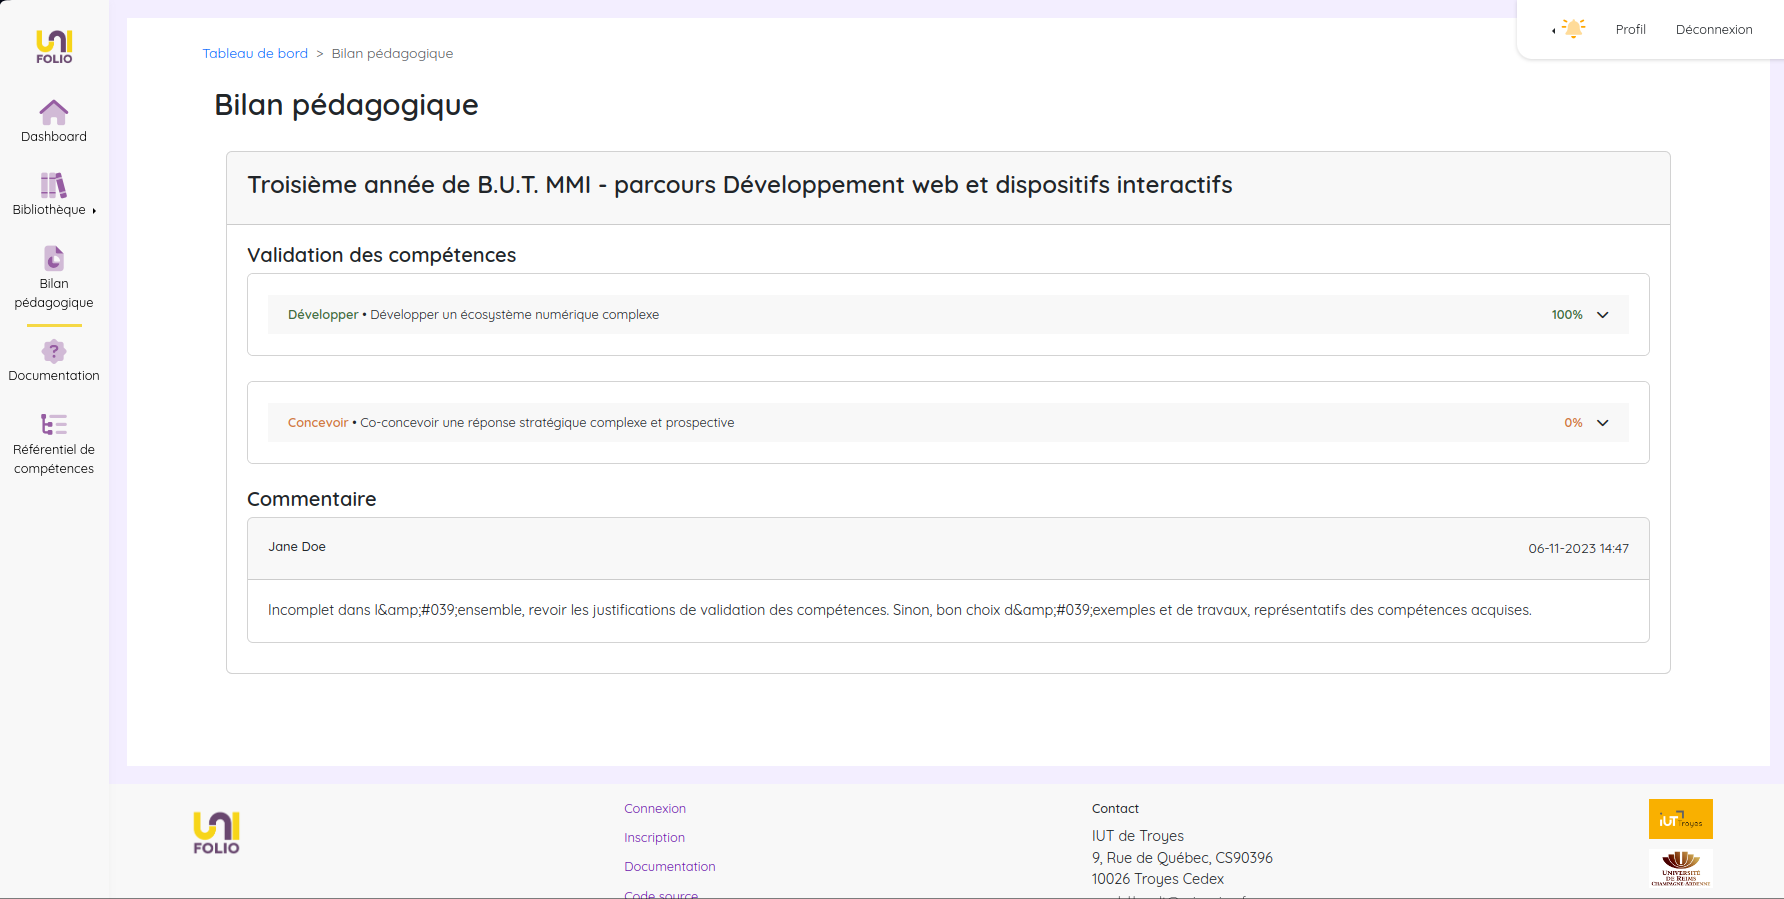 UNI
FOLIO
Dashboard
Bibliothèque
Bilan
pédagogique
Documentation
Référentiel de
compétences
Profil
Déconnexion
Tableau de bord > Bilan pédagogique
Bilan pédagogique
Troisième année de B.U.T. MMI - parcours Développement web et dispositifs interactifs
Validation des compétences
Développer • Développer un écosystème numérique complexe 100%
Concevoir • Co-concevoir une réponse stratégique complexe et prospective 0%
Commentaire
Jane Doe 06-11-2023 14:47
Incomplet dans l&amp;#039;ensemble, revoir les justifications de validation des compétences. Sinon, bon choix d&amp;#039;exemples et de travaux, représentatifs des compétences acquises.
UNI
FOLIO
Connexion
Inscription
Documentation
Code source
Contact
IUT de Troyes
9, Rue de Québec, CS90396
10026 Troyes Cedex
iUT Troyes
UNIVERSITÉ
DE REIMS
CHAMPAGNE-ARDENNE